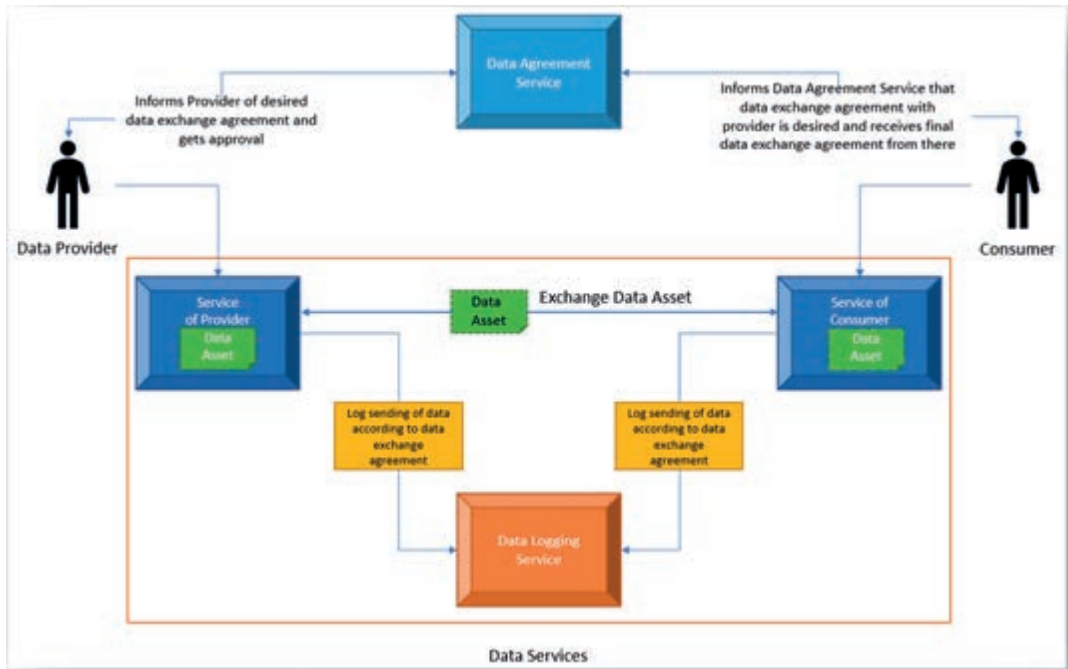 Data Agreement
Service
Informs Provider of desired
data exchange agreement and
gets approval
Informs Data Agreement Service that
data exchange agreement with
provider is desired and receives final
data exchange agreement from there
Data Provider
Consumer
Service
of Provider
Data
Asset
Data
Asset
Exchange Data Asset
Service of
Consumer
Data
Asset
Log sending of data
according to data
exchange
agreement
Log sending of data
according to data
exchange
agreement
Data Logging
Service
Data Services